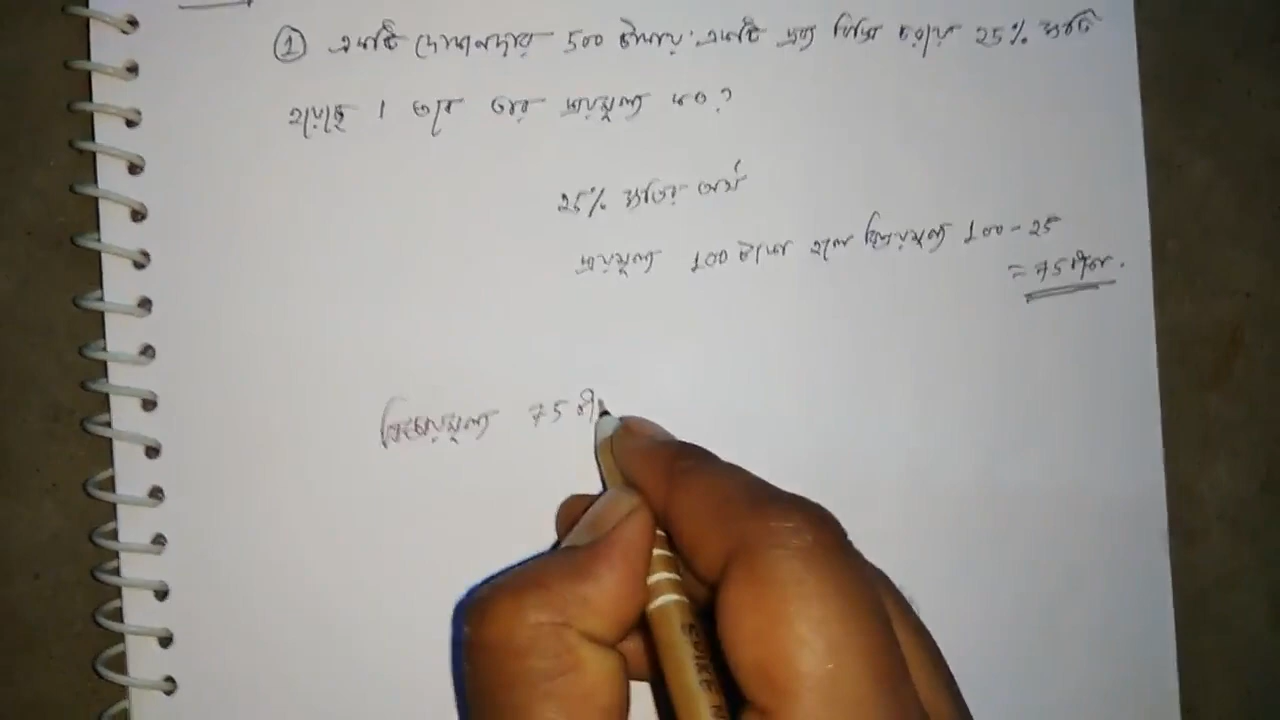 ① একটি দোকানদার 500 টাকায় একটি দ্রব্য বিক্রি করায় 25% ক্ষতি
হয়েছে । তবে তার ক্রয়মূল্য কত ?
25% ক্ষতির অর্থ
ক্রয়মূল্য 100 টাকা হলে বিক্রয়মূল্য 100 - 25
= 75 টাকা.
বিক্রয়মূল্য 75 ট